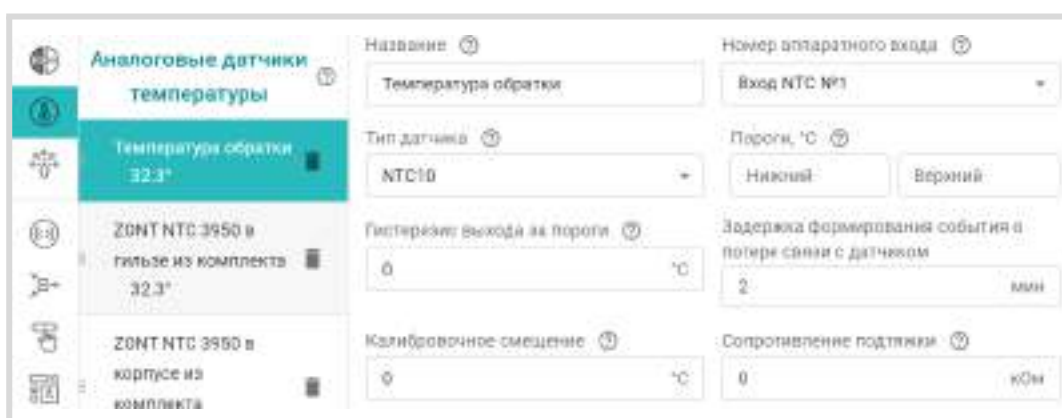 Аналоговые датчики
температуры
Температура обратки
32.3°
ZONT NTC 3950 в
гильзе из комплекта
32.3°
ZONT NTC 3950 в
корпусе из
комплекта
Название
Температура обратки
Номер аппаратного входа
Вход NTC №1
Тип датчика
NTC10
Пороги, °C
Нижний
Верхний
Гистерезис выхода за пороги
0 °C
Задержка формирования события о
потере связи с датчиком
2 мин
Калибровочное смещение
0 °C
Сопротивление подтяжки
0 кОм